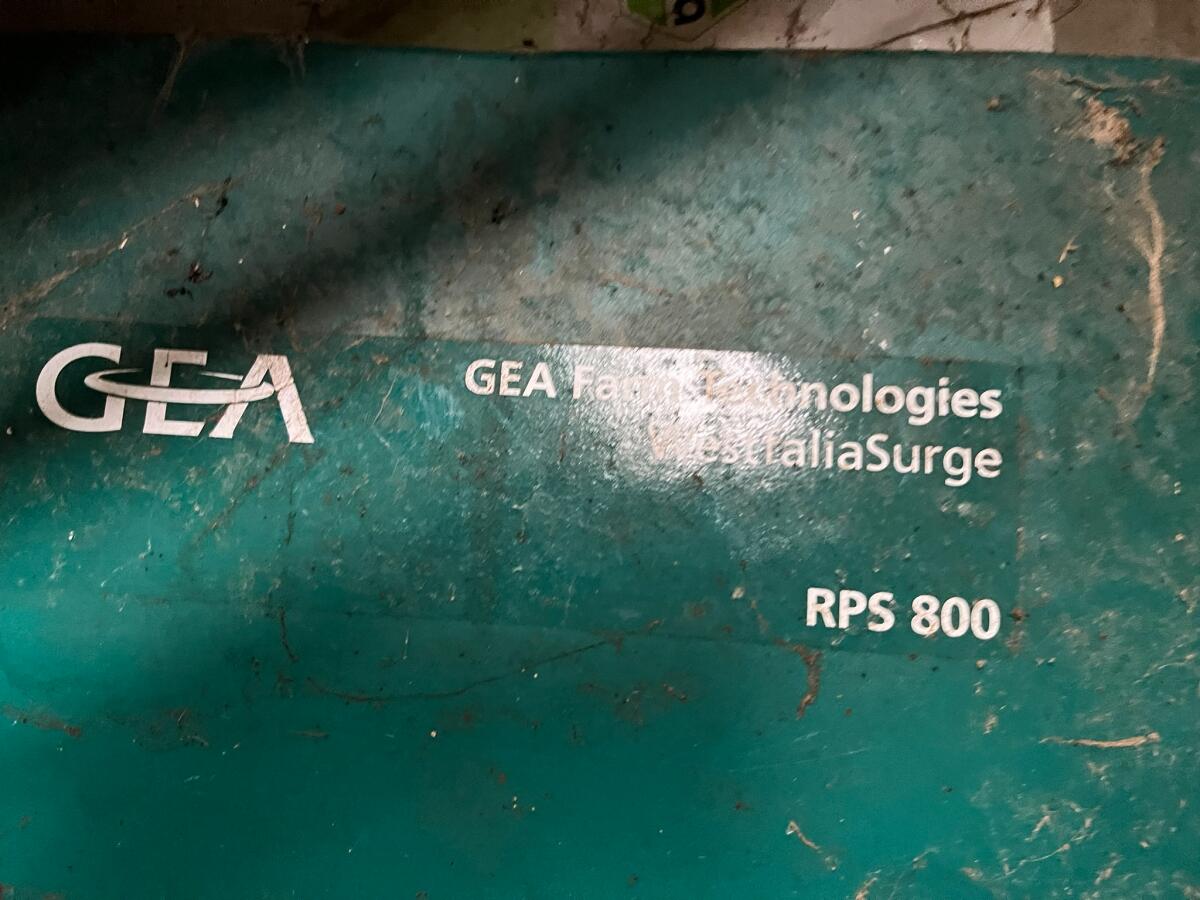 GEA
GEA Farm Technologies
WestfaliaSurge
RPS 800